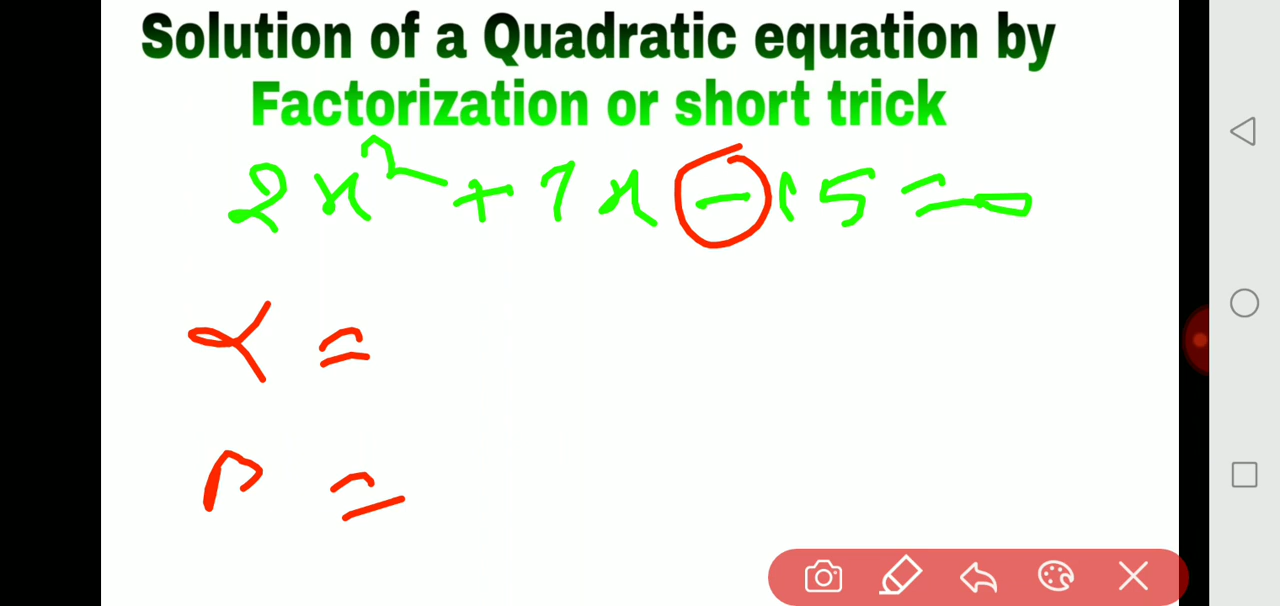 Solution of a Quadratic equation by
Factorization or short trick
2x² + 7x - 15 = 0
α =
β =